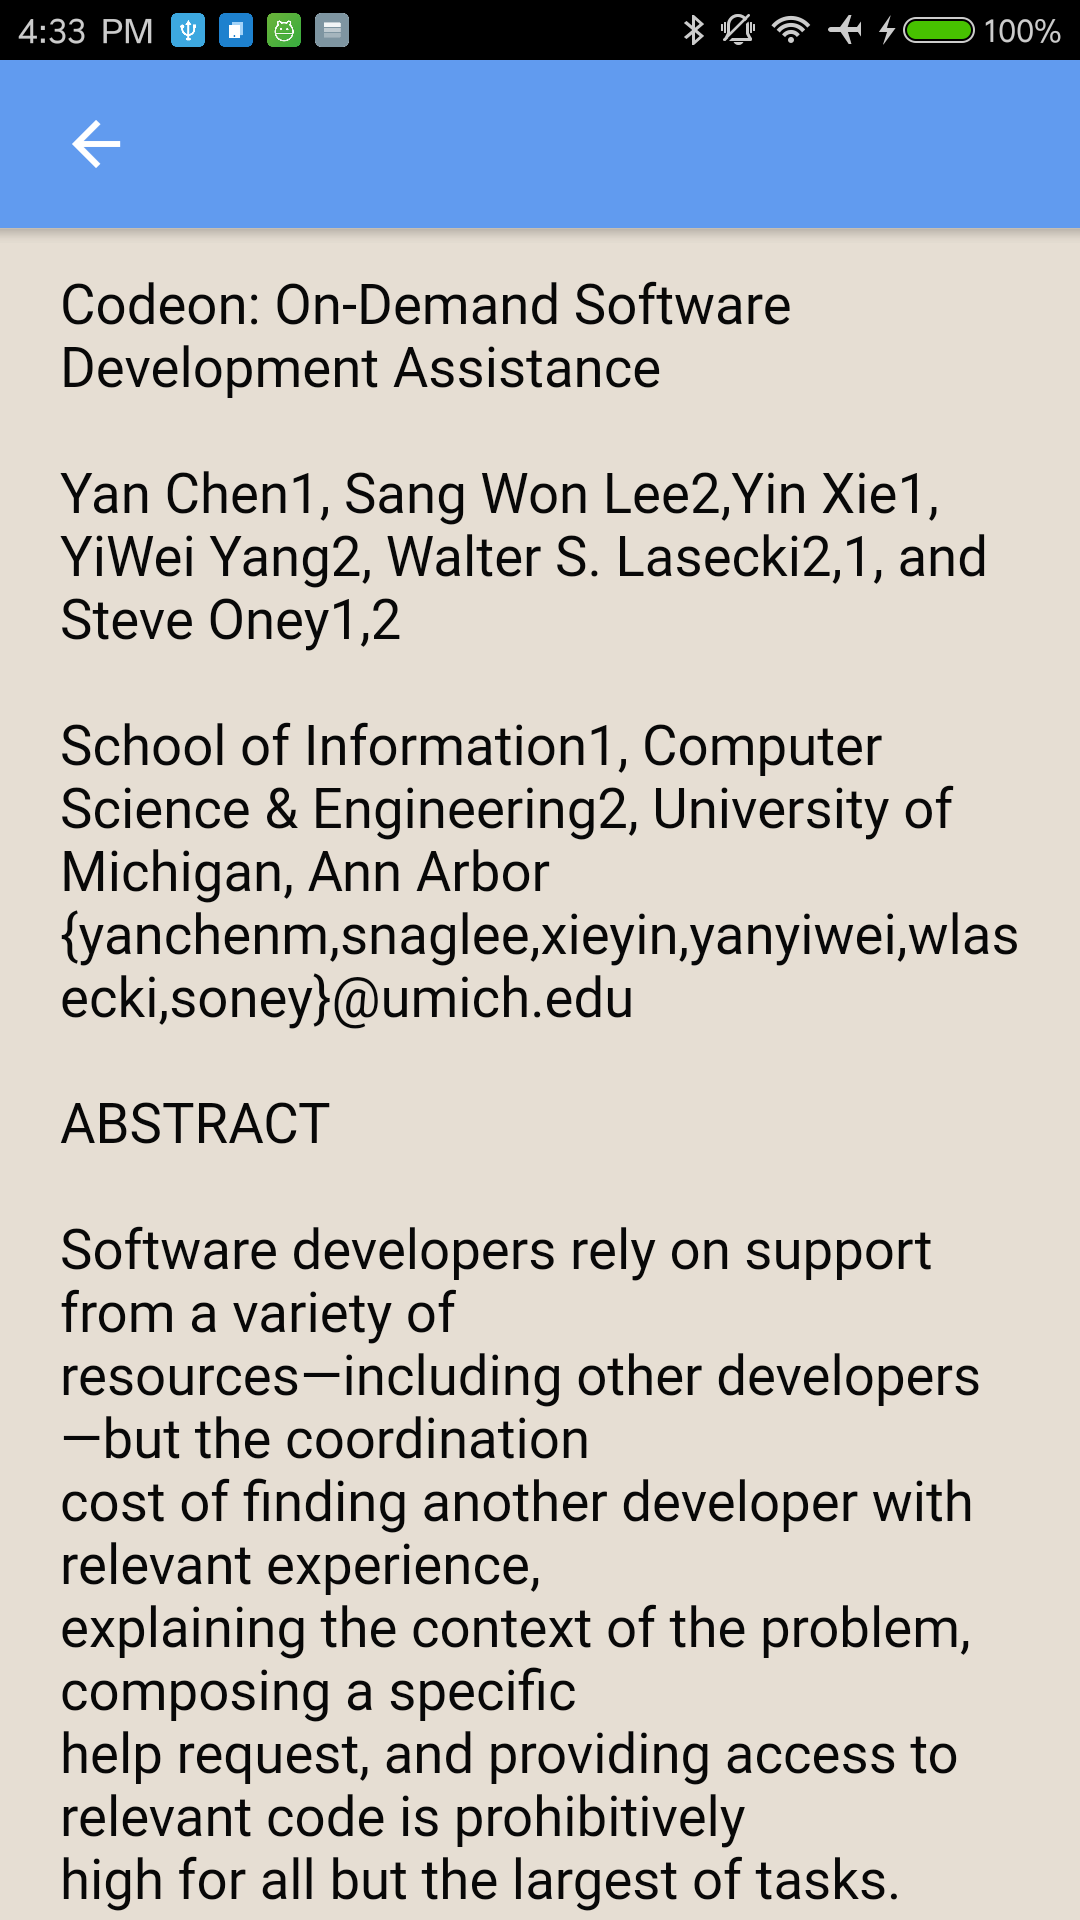 4:33 PM
100%
Codeon: On-Demand Software
Development Assistance
Yan Chen1, Sang Won Lee2,Yin Xie1,
YiWei Yang2, Walter S. Lasecki2,1, and
Steve Oney1,2
School of Information1, Computer
Science & Engineering2, University of
Michigan, Ann Arbor
{yanchenm,snaglee,xieyin,yanyiwei,wlas
ecki,soney}@umich.edu
ABSTRACT
Software developers rely on support
from a variety of
resources—including other developers
—but the coordination
cost of finding another developer with
relevant experience,
explaining the context of the problem,
composing a specific
help request, and providing access to
relevant code is prohibitively
high for all but the largest of tasks.